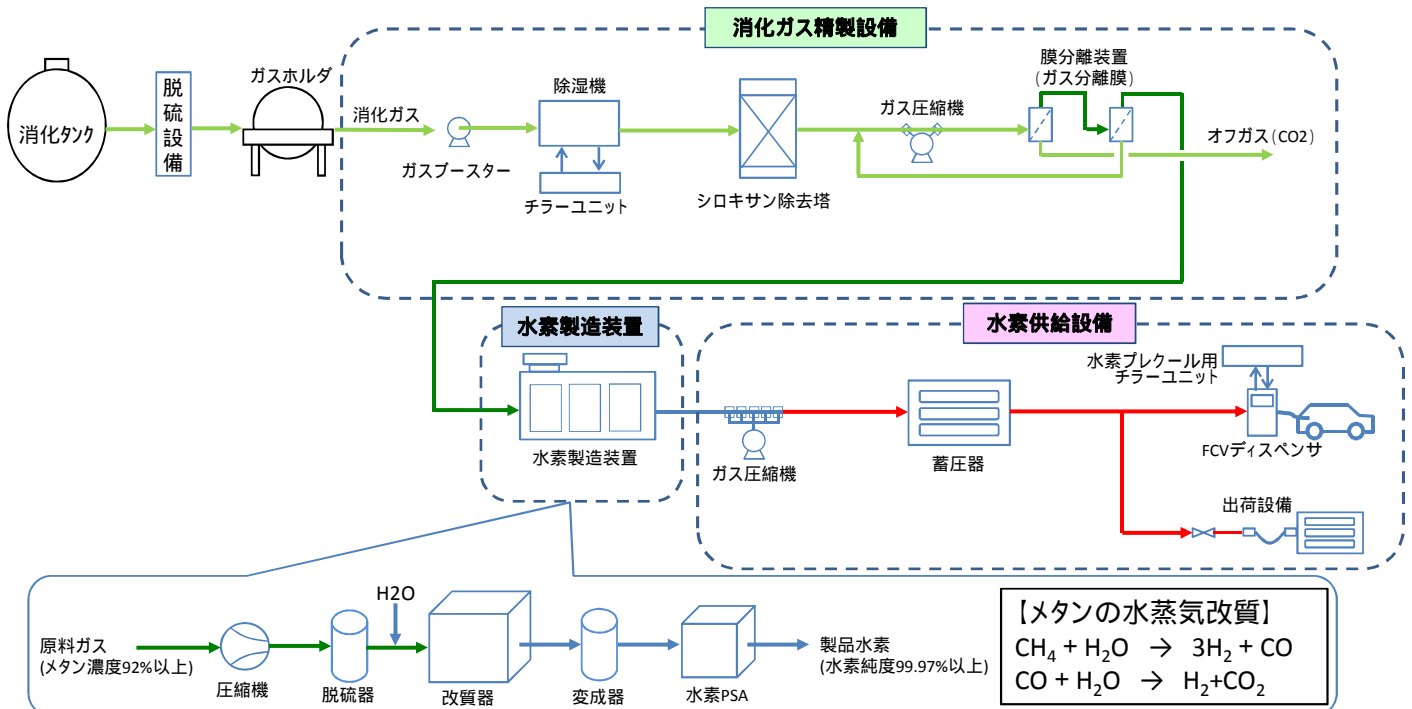 消化ガス精製設備
消化タンク
脱硫設備
ガスホルダ
消化ガス
ガスブースター
除湿機
チラーユニット
シロキサン除去塔
ガス圧縮機
膜分離装置
(ガス分離膜)
オフガス(CO2)
水素製造装置
水素製造装置
水素供給設備
ガス圧縮機
蓄圧器
水素プレクール用
チラーユニット
FCVディスペンサ
出荷設備
原料ガス
(メタン濃度92%以上)
圧縮機
脱硫器
H2O
改質器
変成器
水素PSA
製品水素
(水素純度99.97%以上)
【メタンの水蒸気改質】
CH₄ + H₂O → 3H₂ + CO
CO + H₂O → H₂+CO₂